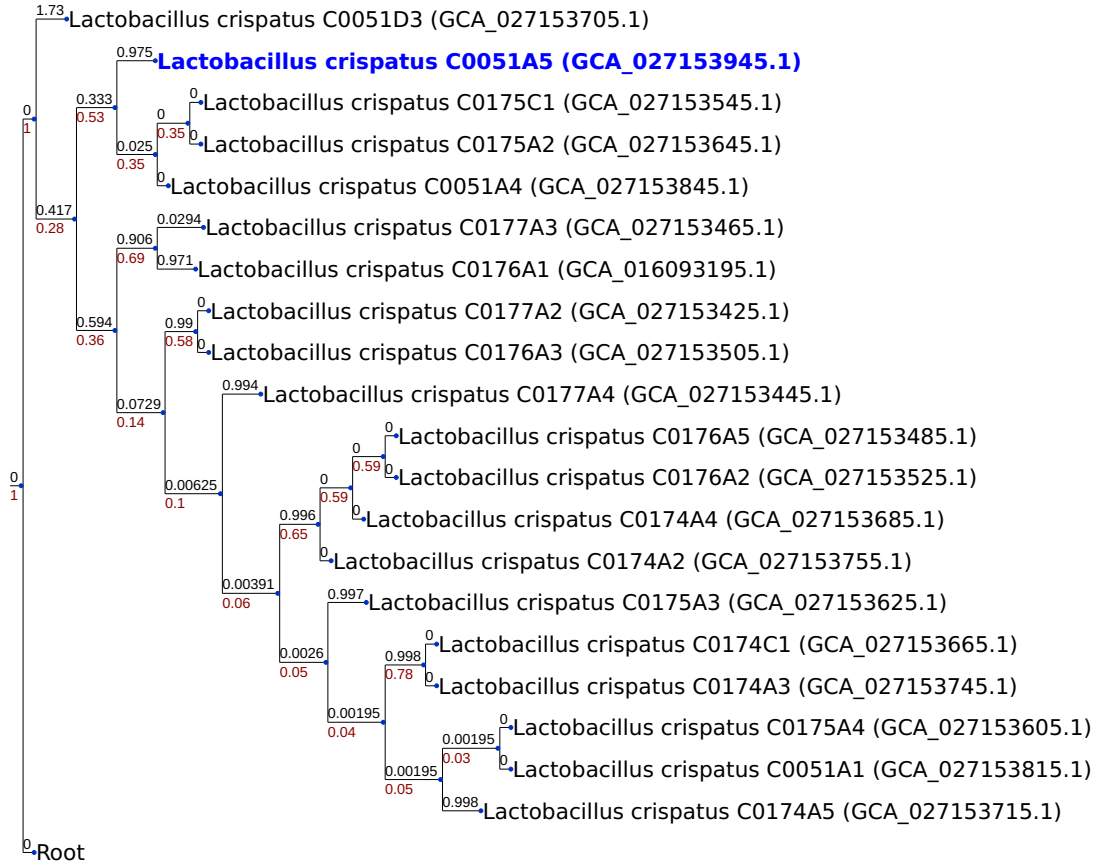 1.73 Lactobacillus crispatus C0051D3 (GCA_027153705.1)
0.975 Lactobacillus crispatus C0051A5 (GCA_027153945.1)
0.333
0.53
0 Lactobacillus crispatus C0175C1 (GCA_027153545.1)
0
1
0
0.35
0.025
0.35
0 Lactobacillus crispatus C0175A2 (GCA_027153645.1)
0 Lactobacillus crispatus C0051A4 (GCA_027153845.1)
0.417
0.28
0.0294 Lactobacillus crispatus C0177A3 (GCA_027153465.1)
0.906
0.69
0.971 Lactobacillus crispatus C0176A1 (GCA_016093195.1)
0 Lactobacillus crispatus C0177A2 (GCA_027153425.1)
0.594
0.36
0.99
0.58
0 Lactobacillus crispatus C0176A3 (GCA_027153505.1)
0.994 Lactobacillus crispatus C0177A4 (GCA_027153445.1)
0.0729
0.14
0 Lactobacillus crispatus C0176A5 (GCA_027153485.1)
0
0.59
0 Lactobacillus crispatus C0176A2 (GCA_027153525.1)
0
1
0.00625
0.1
0
0.59
0 Lactobacillus crispatus C0174A4 (GCA_027153685.1)
0.996
0.65
0 Lactobacillus crispatus C0174A2 (GCA_027153755.1)
0.00391
0.06
0.997 Lactobacillus crispatus C0175A3 (GCA_027153625.1)
0 Lactobacillus crispatus C0174C1 (GCA_027153665.1)
0.0026
0.05
0.998
0.78
0 Lactobacillus crispatus C0174A3 (GCA_027153745.1)
0.00195
0.04
0 Lactobacillus crispatus C0175A4 (GCA_027153605.1)
0.00195
0.03
0 Lactobacillus crispatus C0051A1 (GCA_027153815.1)
0.00195
0.05
0.998 Lactobacillus crispatus C0174A5 (GCA_027153715.1)
0 Root